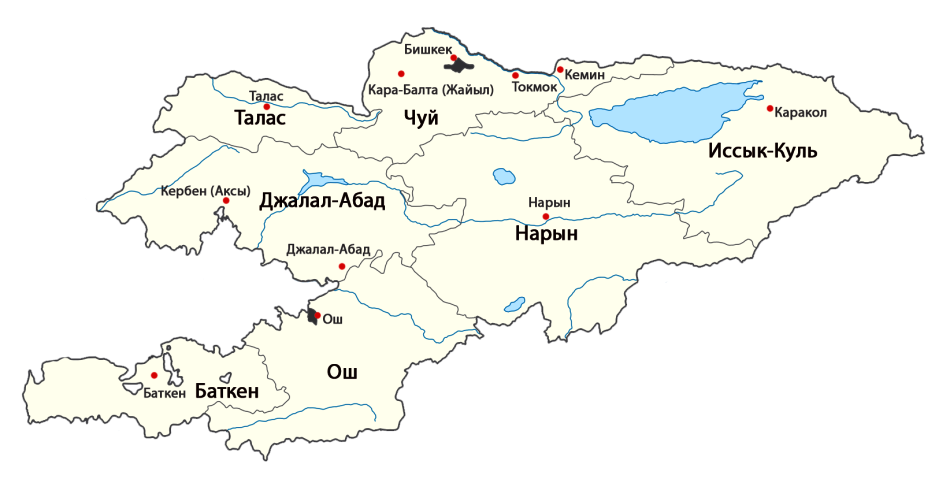 Бишкек
Кемин
Токмок
Кара-Балта (Жайыл)
Чуй
Талас
Талас
Каракол
Иссык-Куль
Кербен (Аксы)
Джалал-Абад
Нарын
Нарын
Джалал-Абад
Ош
Ош
Баткен
Баткен